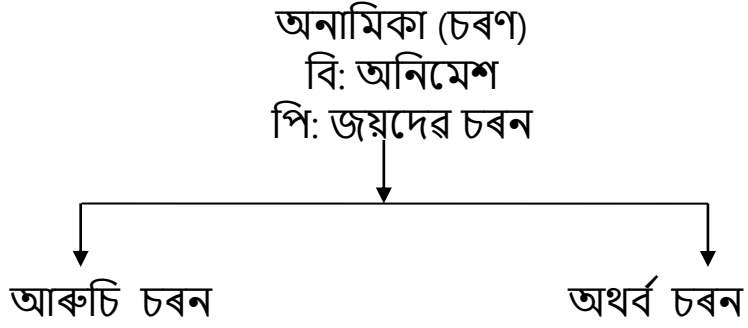 অনামিকা (চৰণ)
বি: অনিমেশ
পি: জয়দেৱ চৰন
আৰুচি চৰন
অথৰ্ব চৰন